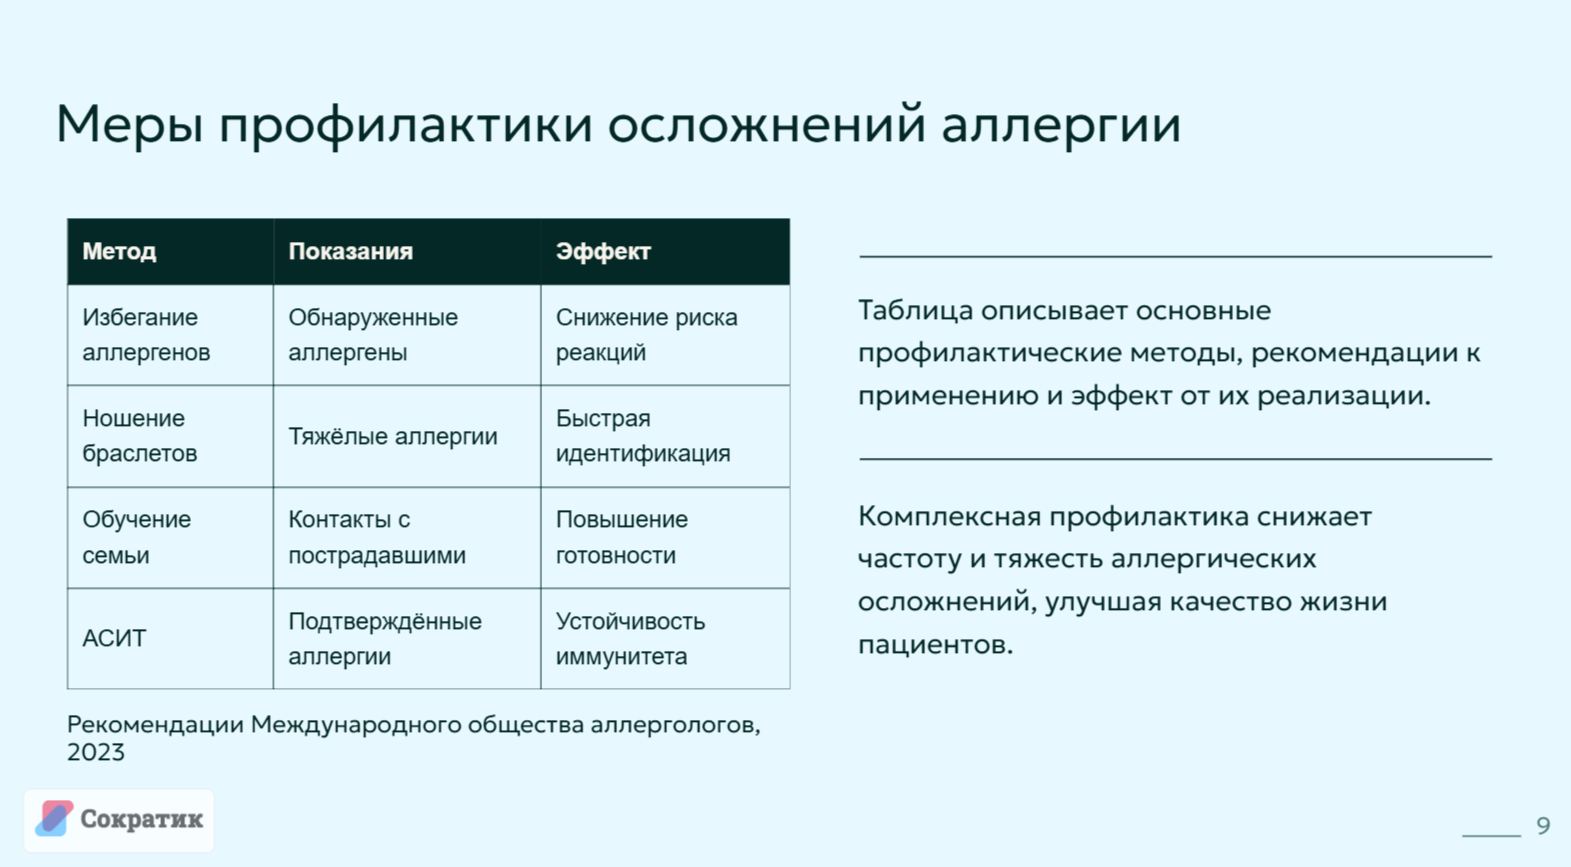 Меры профилактики осложнений аллергии
Метод
Показания
Эффект
Избегание
аллергенов
Обнаруженные
аллергены
Снижение риска
реакций
Ношение
браслетов
Тяжёлые аллергии
Быстрая
идентификация
Обучение
семьи
Контакты с
пострадавшими
Повышение
готовности
АСИТ
Подтверждённые
аллергии
Устойчивость
иммунитета
Рекомендации Международного общества аллергологов,
2023
Таблица описывает основные
профилактические методы, рекомендации к
применению и эффект от их реализации.
Комплексная профилактика снижает
частоту и тяжесть аллергических
осложнений, улучшая качество жизни
пациентов.
Сократик
9